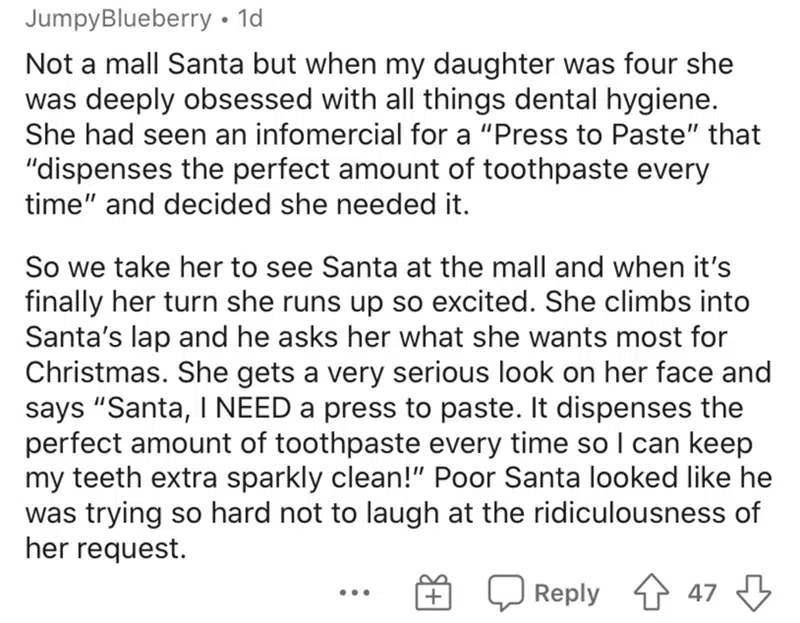 JumpyBlueberry • 1d
Not a mall Santa but when my daughter was four she
was deeply obsessed with all things dental hygiene.
She had seen an infomercial for a “Press to Paste” that
“dispenses the perfect amount of toothpaste every
time” and decided she needed it.
So we take her to see Santa at the mall and when it’s
finally her turn she runs up so excited. She climbs into
Santa’s lap and he asks her what she wants most for
Christmas. She gets a very serious look on her face and
says “Santa, I NEED a press to paste. It dispenses the
perfect amount of toothpaste every time so I can keep
my teeth extra sparkly clean!” Poor Santa looked like he
was trying so hard not to laugh at the ridiculousness of
her request.
Reply 47